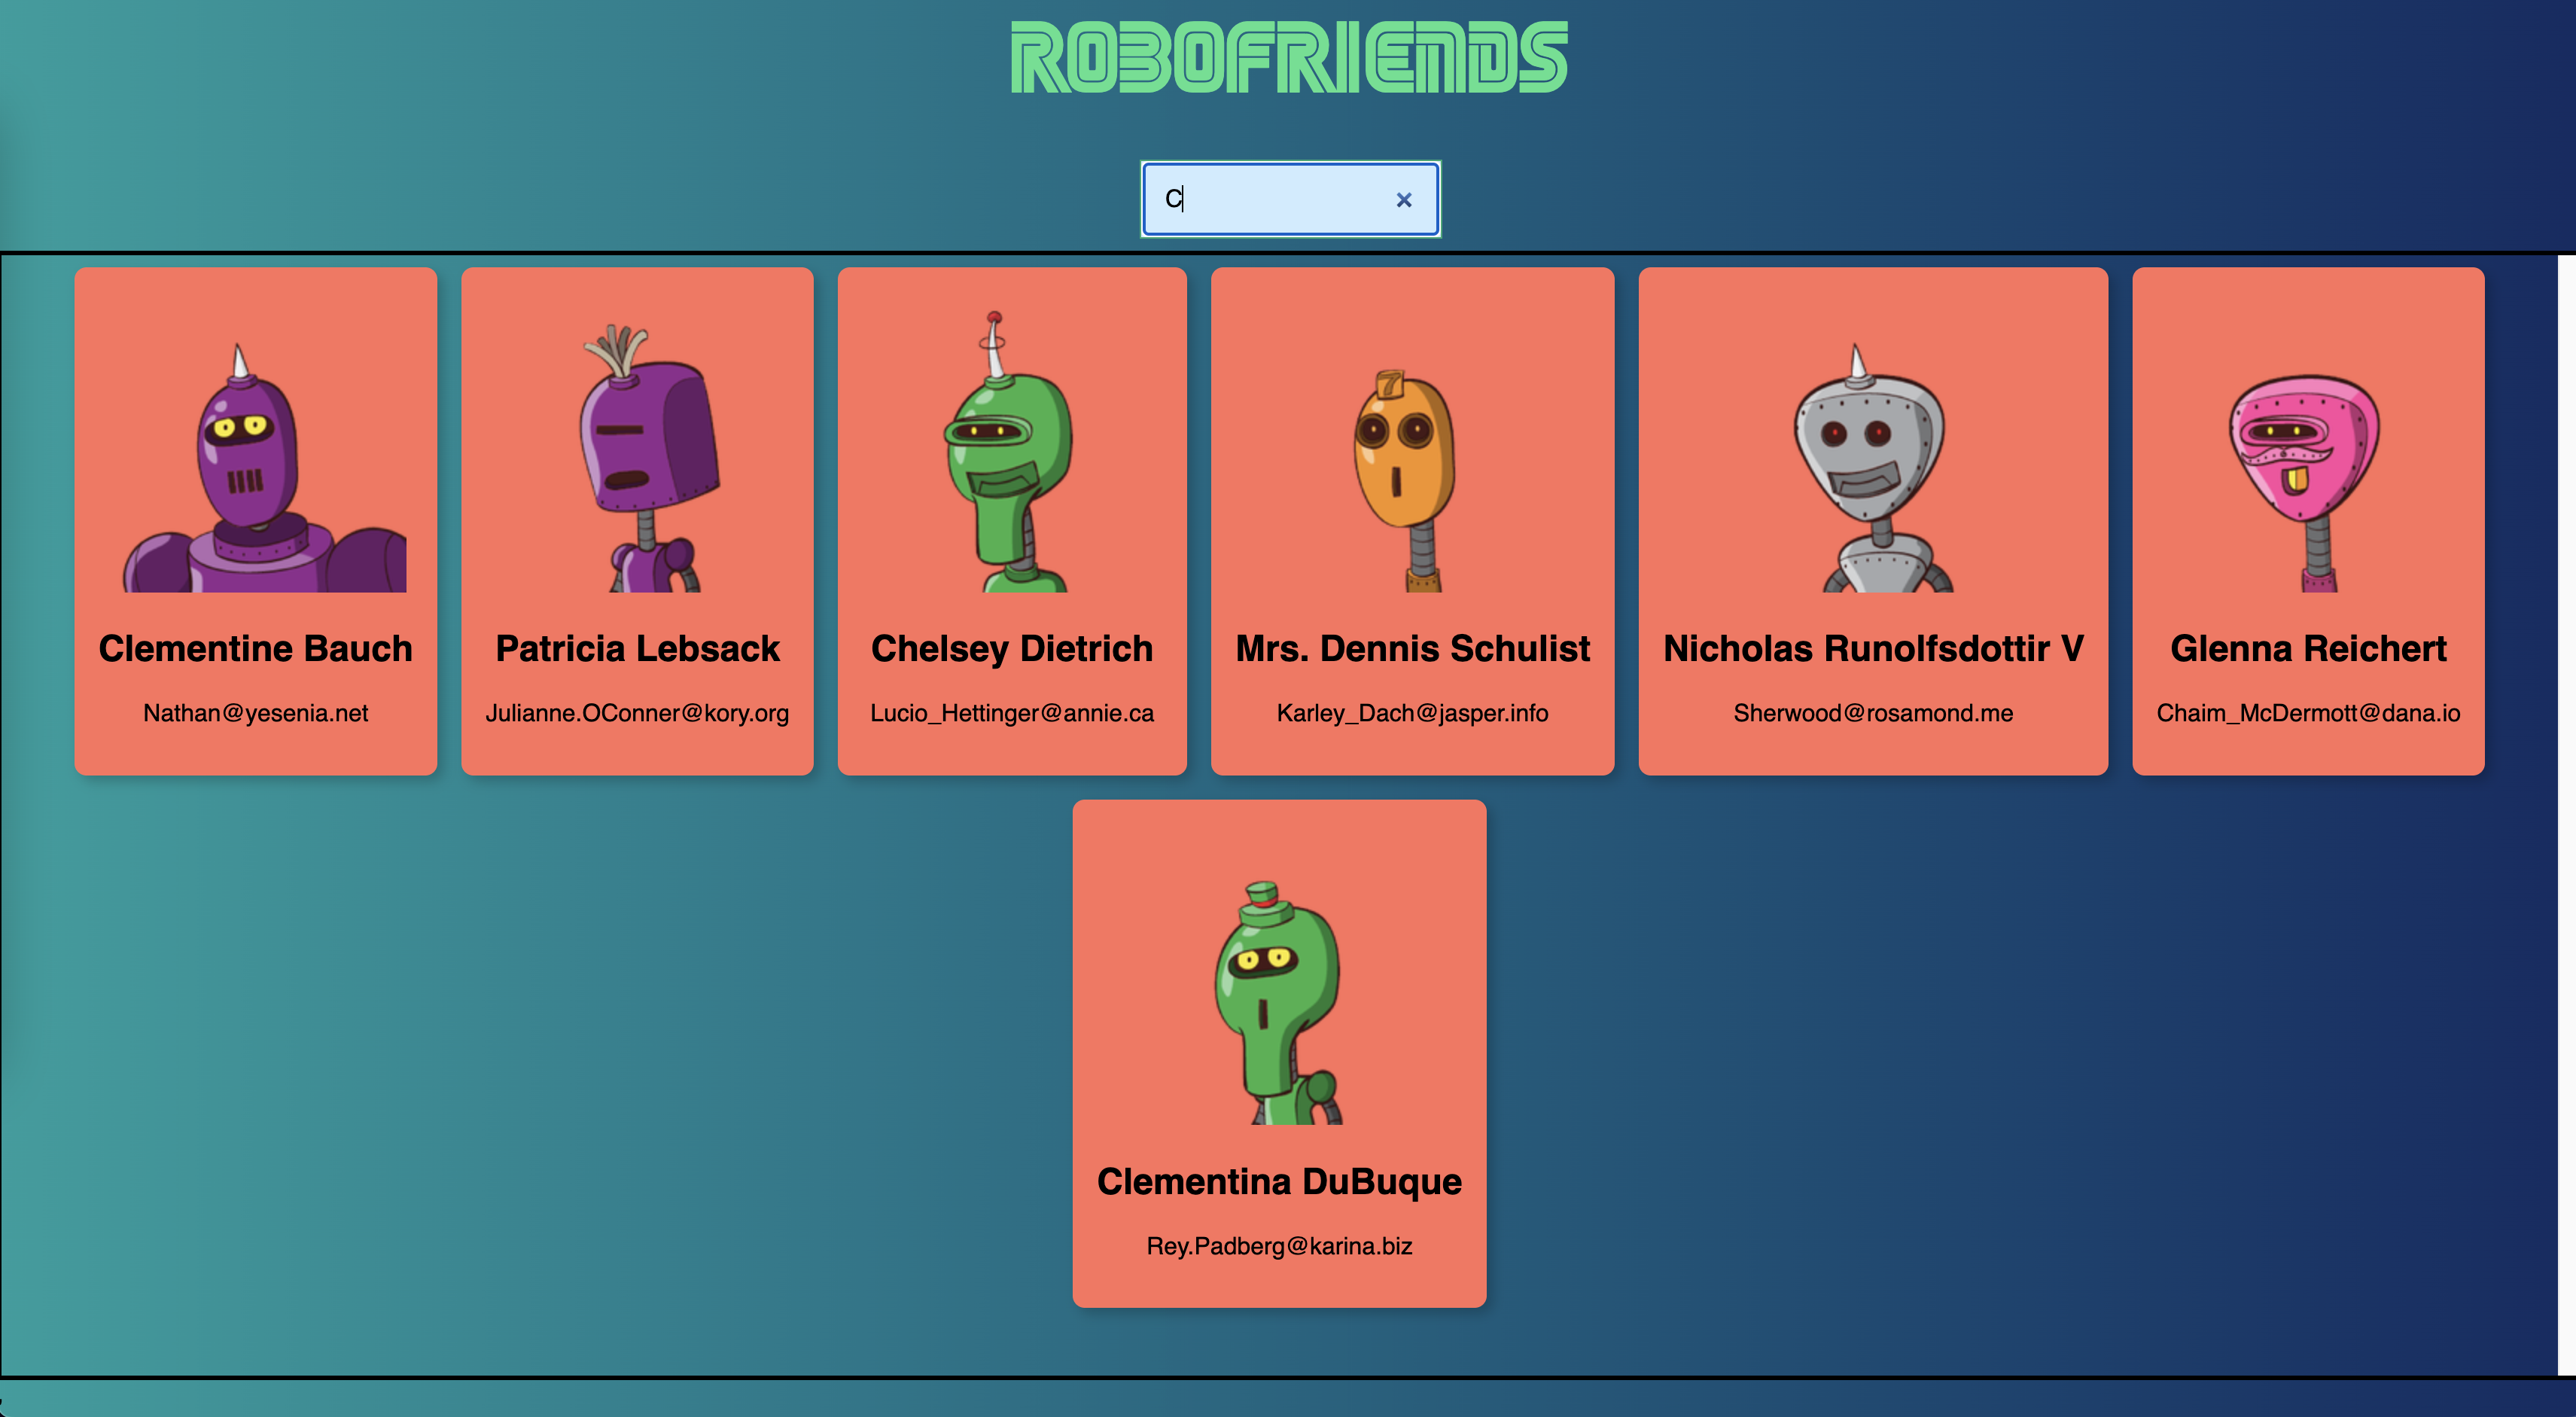 ROBOFRIENDS
C
Clementine Bauch
Nathan@yesenia.net
Patricia Lebsack
Julianne.OConner@kory.org
Chelsey Dietrich
Lucio_Hettinger@annie.ca
7
Mrs. Dennis Schulist
Karley_Dach@jasper.info
Nicholas Runolfsdottir V
Sherwood@rosamond.me
Glenna Reichert
Chaim_McDermott@dana.io
Clementina DuBuque
Rey.Padberg@karina.biz